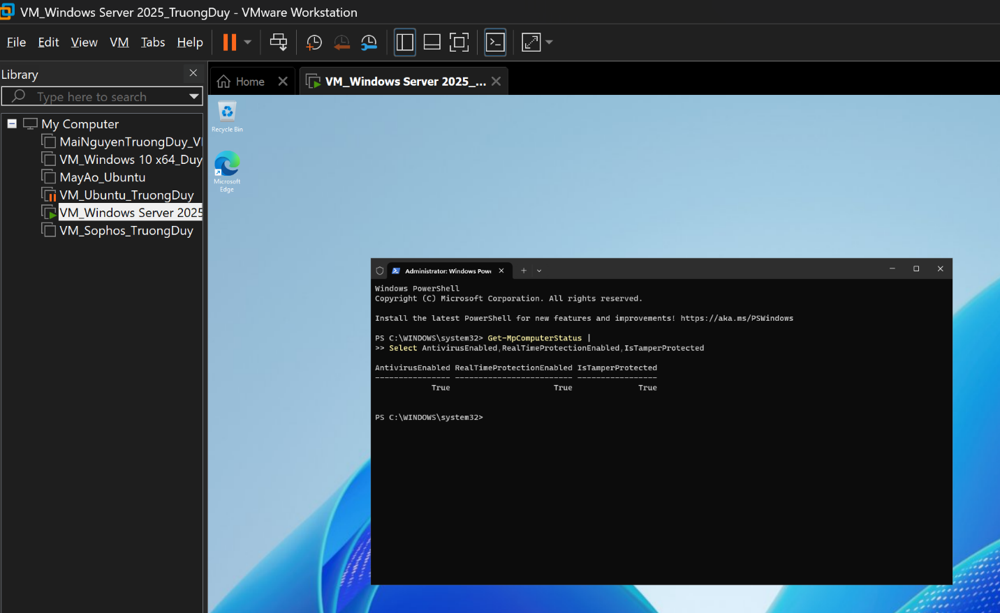 VM_Windows Server 2025_TruongDuy - VMware Workstation
File Edit View VM Tabs Help
Library
Type here to search
My Computer
MaiNguyenTruongDuy_V
VM_Windows 10 x64_Duy
MayAo_Ubuntu
VM_Ubuntu_TruongDuy
VM_Windows Server 2025
VM_Sophos_TruongDuy
Home
VM_Windows Server 2025_...
Recycle Bin
Microsoft
Edge
Administrator: Windows Powe
Windows PowerShell
Copyright (C) Microsoft Corporation. All rights reserved.
Install the latest PowerShell for new features and improvements! https://aka.ms/PSWindows
PS C:\WINDOWS\system32> Get-MpComputerStatus |
>> Select AntivirusEnabled,RealTimeProtectionEnabled,IsTamperProtected
AntivirusEnabled RealTimeProtectionEnabled IsTamperProtected
---------------- ------------------------- -----------------
True True True
PS C:\WINDOWS\system32>